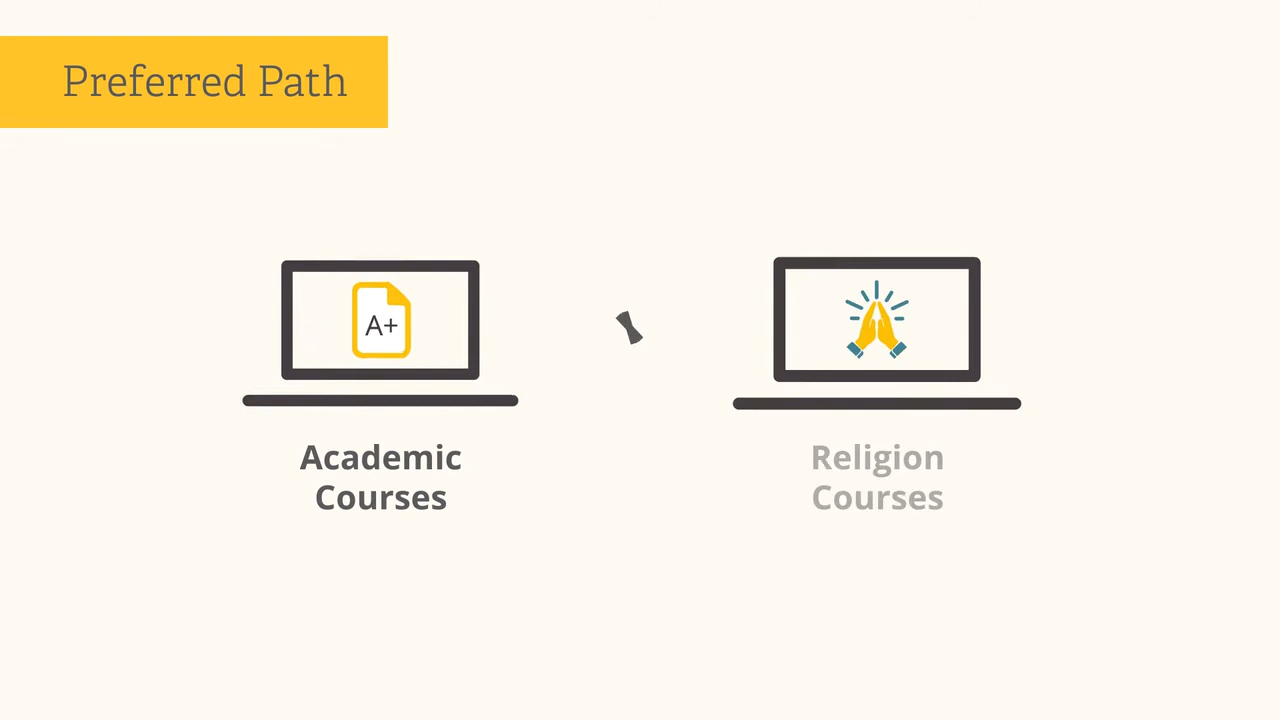 Preferred Path
A+
Academic
Courses
Religion
Courses